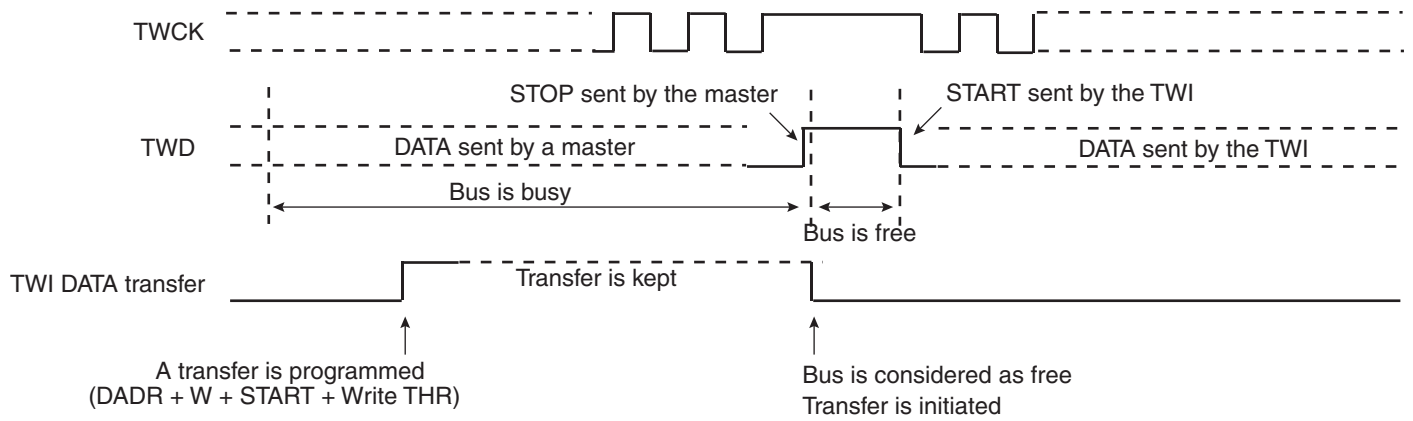 TWCK
STOP sent by the master
START sent by the TWI
TWD
DATA sent by a master
DATA sent by the TWI
Bus is busy
Bus is free
TWI DATA transfer
Transfer is kept
A transfer is programmed
(DADR + W + START + Write THR)
Bus is considered as free
Transfer is initiated